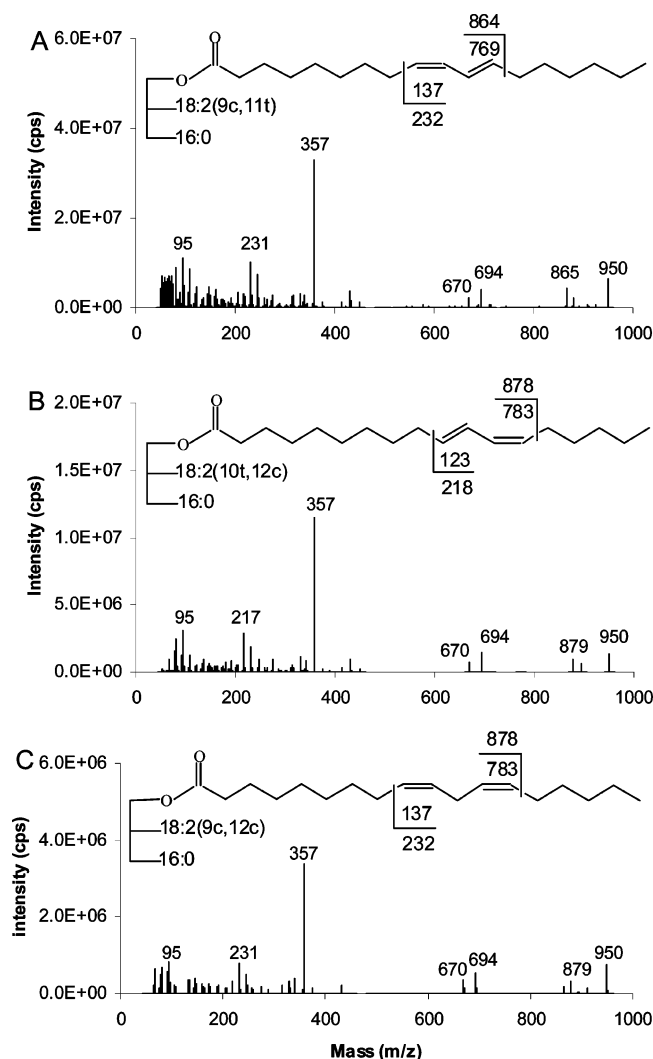 A
6.0E+07
4.0E+07
2.0E+07
0.0E+00
Intensity (cps)
O
O
18:2(9c,11t)
16:0
864
769
137
232
357
95
231
670
694
865
950
0
200
400
600
800
1000
B
2.0E+07
1.5E+07
1.0E+07
5.0E+06
0.0E+00
Intensity (cps)
O
O
18:2(10t,12c)
16:0
878
783
123
218
357
95
217
670
694
879
950
0
200
400
600
800
1000
C
6.0E+06
4.0E+06
2.0E+06
0.0E+00
intensity (cps)
O
O
18:2(9c,12c)
16:0
878
783
137
232
357
95
231
670
694
879
950
0
200
400
600
800
1000
Mass (m/z)